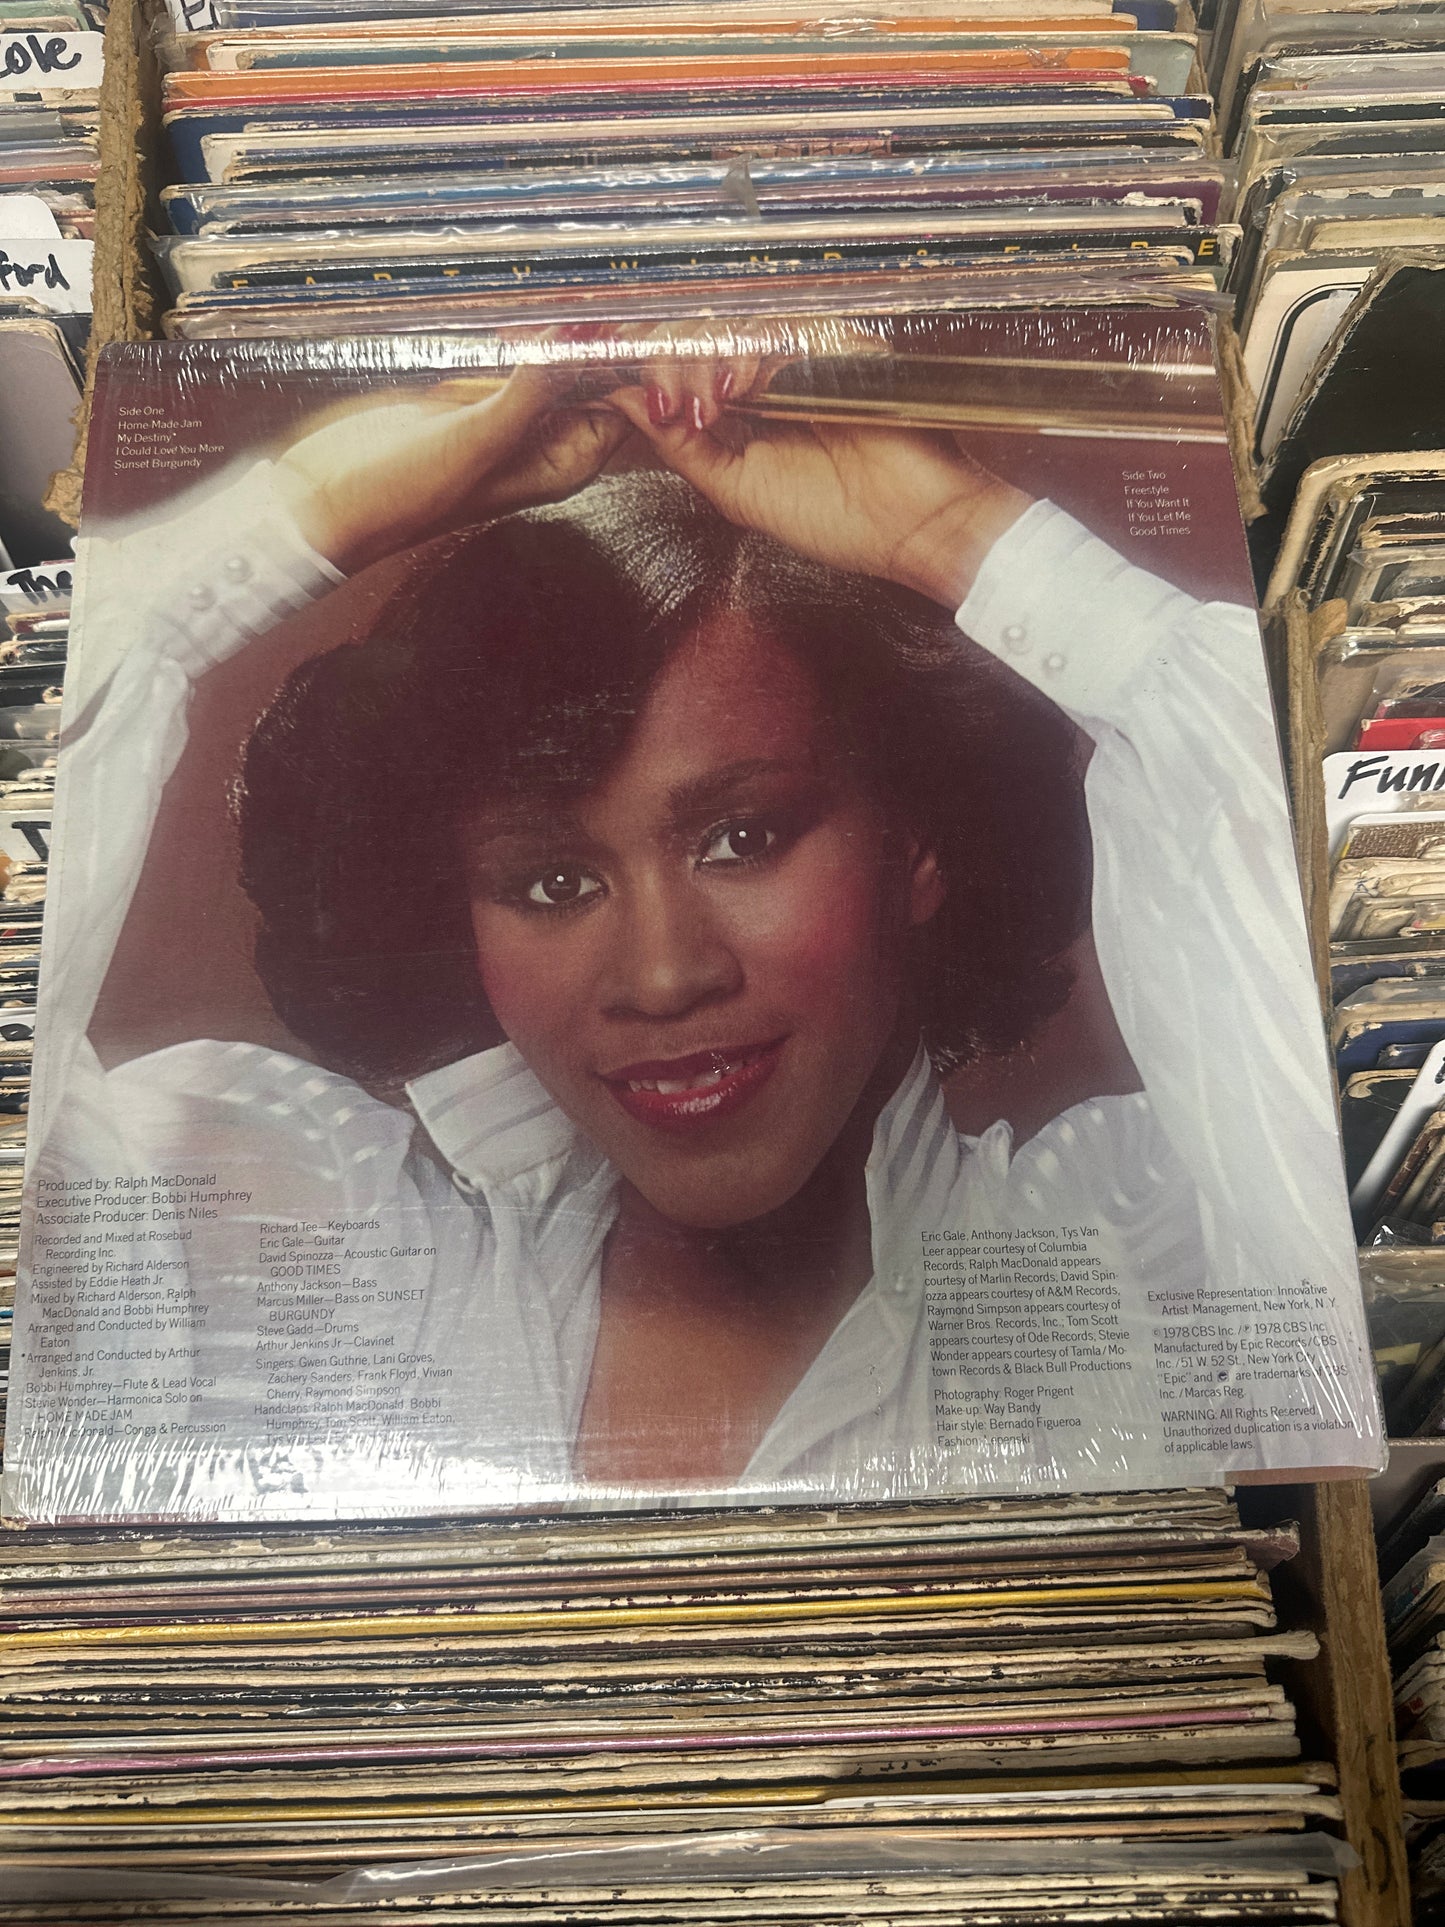 Cole
ford
The
Funk
EARTH, WIND & FIRE
Side One
Home-Made Jam
My Destiny*
I Could Love You More
Sunset Burgundy
Side Two
Freestyle
If You Want It
If You Let Me
Good Times
Produced by: Ralph MacDonald
Executive Producer: Bobbi Humphrey
Associate Producer: Denis Niles
Recorded and Mixed at Rosebud
Recording Inc.
Engineered by Richard Alderson
Assisted by Eddie Heath Jr.
Mixed by Richard Alderson, Ralph
MacDonald and Bobbi Humphrey
Arranged and Conducted by William
Eaton
*Arranged and Conducted by Arthur
Jenkins, Jr.
Bobbi Humphrey—Flute & Lead Vocal
Stevie Wonder—Harmonica Solo on
HOME MADE JAM
Ralph MacDonald—Conga & Percussion
Richard Tee—Keyboards
Eric Gale—Guitar
David Spinozza—Acoustic Guitar on
GOOD TIMES
Anthony Jackson—Bass
Marcus Miller—Bass on SUNSET
BURGUNDY
Steve Gadd—Drums
Arthur Jenkins Jr—Clavinet
Singers: Gwen Guthrie, Lani Groves,
Zachery Sanders, Frank Floyd, Vivian
Cherry, Raymond Simpson
Handclaps: Ralph MacDonald, Bobbi
Humphrey, Tom Scott, William Eaton,
Eric Gale, Anthony Jackson, Tys Van
Leer appear courtesy of Columbia
Records; Ralph MacDonald appears
courtesy of Marlin Records; David Spin-
ozza appears courtesy of A&M Records,
Raymond Simpson appears courtesy of
Warner Bros. Records, Inc.; Tom Scott
appears courtesy of Ode Records; Stevie
Wonder appears courtesy of Tamla/Mo-
town Records & Black Bull Productions
Photography: Roger Prigent
Make-up: Way Bandy
Hair style: Bernado Figueroa
Fashion:
Exclusive Representation: Innovative
Artist Management, New York, N.Y.
© 1978 CBS Inc./℗ 1978 CBS Inc.
Manufactured by Epic Records/CBS
Inc./51 W. 52 St., New York City
"Epic" and e are trademarks of CBS
Inc./Marcas Reg.
WARNING: All Rights Reserved.
Unauthorized duplication is a violation
of applicable laws.